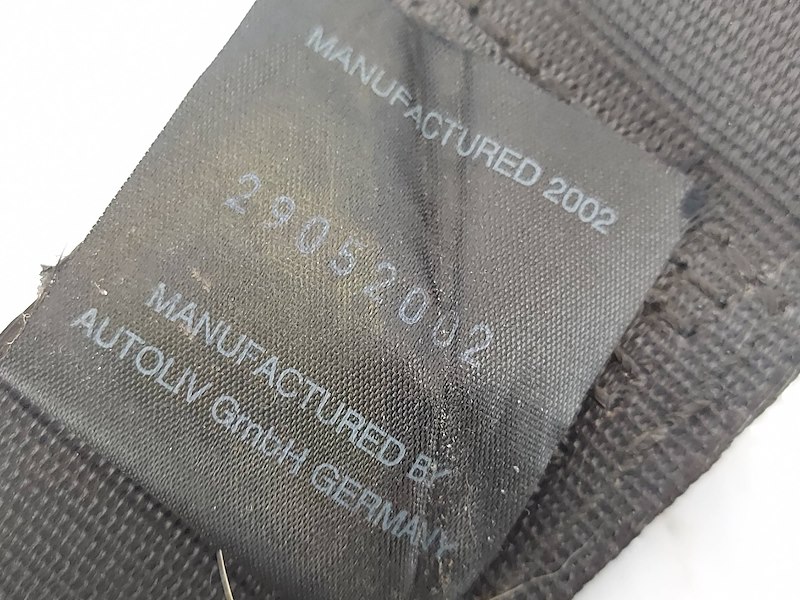 MANUFACTURED 2002
29052002
MANUFACTURED BY
AUTOLIV GmbH GERMANY